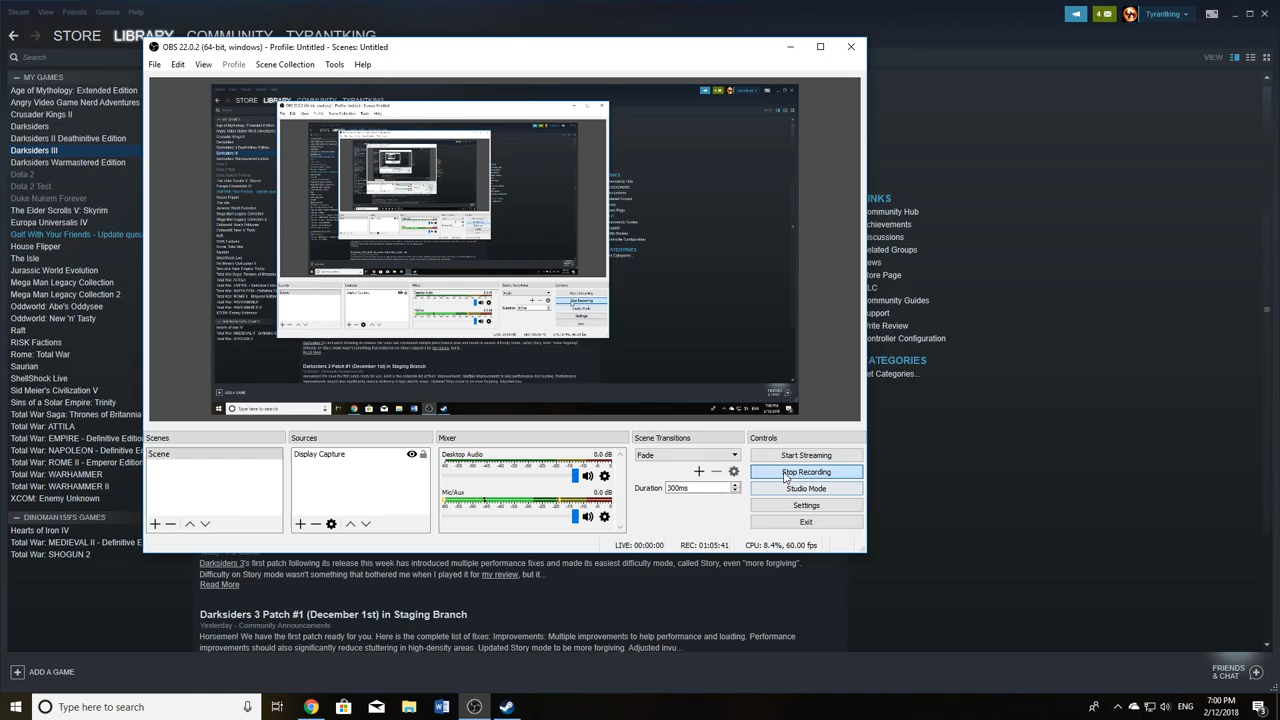 Steam View Friends Games Help
4 Tyrantking
STORE LIBRARY COMMUNITY TYRANTKING
Search
VIEW
MY GAMES
Age of Mythology: Extended Edition
Angry Video Game Nerd Adventures
Crusader Kings II
Darksiders II Deathinitive Edition
Darksiders III
Darksiders Warmastered Edition
Dota 2
Dota 2 Test
Duke Nukem Forever
The Elder Scrolls V: Skyrim
Europa Universalis IV
Golf With Your Friends - Update queu
House Flipper
The Isle
Jurassic World Evolution
Mega Man Legacy Collection
Mega Man Legacy Collection 2
Oddworld: New 'n' Tasty
RISK Factions
Rome: Total War
Saurian
ShellShock Live
Sid Meier's Civilization V
Slay of a Solar Empire: Trinity
Total War Saga: Thrones of Britannia
Total War: ATTILA
Total War: EMPIRE - Definitive Edition
Total War: NAPOLEON - Definitive Editi
Total War: ROME II - Emperor Edition
Total War: WARHAMMER
Total War: WARHAMMER II
XCOM: Enemy Unknown
DINOMAN159'S GAMES
Hearts of Iron IV
Total War: MEDIEVAL II - Definitive Edi
Total War: SHOGUN 2
ADD A GAME
OBS 22.0.2 (64-bit, windows) - Profile: Untitled - Scenes: Untitled
File Edit View Profile Scene Collection Tools Help
Scenes
Scene
Sources
Display Capture
Mixer
Desktop Audio 0.0 dB
Mic/Aux 0.0 dB
Scene Transitions
Fade
Duration 300ms
Controls
Start Streaming
Stop Recording
Studio Mode
Settings
Exit
LIVE: 00:00:00 REC: 01:05:41 CPU: 8.4%, 60.00 fps
INKS
ommunity Hub
chievements
iscussions
elated Groups
ews
tore Page
LC
ommunity Guides
upport
rite Review
ontroller Configuration
ATEGORIES
et Categories...
Darksiders 3's first patch following its release this week has introduced multiple performance fixes and made its easiest difficulty mode, called Story, even "more forgiving".
Difficulty on Story mode wasn't something that bothered me when I played it for my review, but it...
Read More
Darksiders 3 Patch #1 (December 1st) in Staging Branch
Yesterday - Community Announcements
Horsemen! We have the first patch ready for you. Here is the complete list of fixes: Improvements: Multiple improvements to help performance and loading. Performance
improvements should also significantly reduce stuttering in high-density areas. Updated Story mode to be more forgiving. Adjusted invu...
FRIENDS
& CHAT
Type here to search
ENG
7:00 PM
2/12/2018